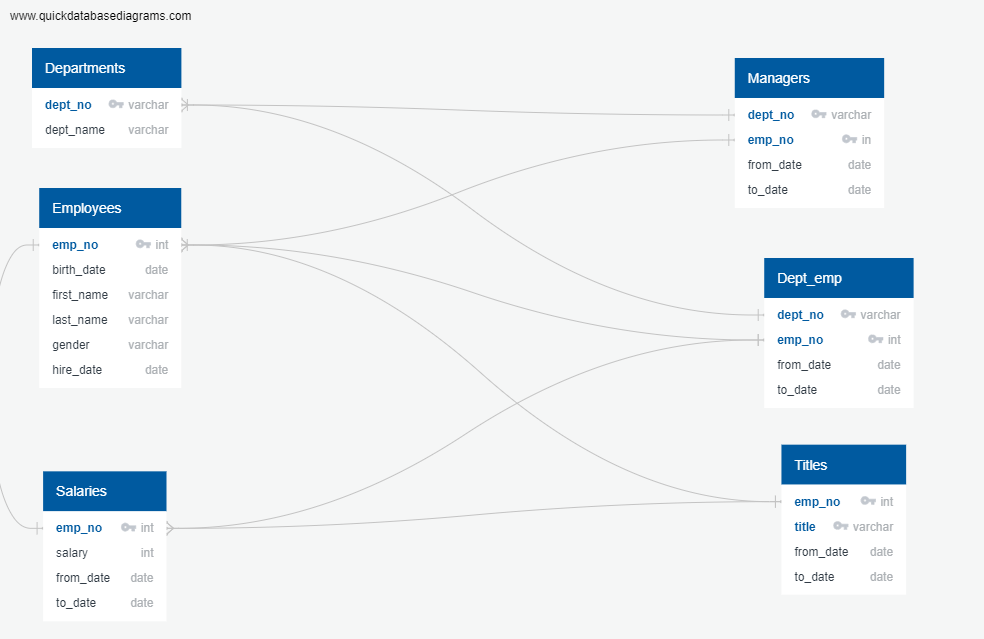 www.quickdatabasediagrams.com
Departments
dept_no varchar
dept_name varchar
Employees
emp_no int
birth_date date
first_name varchar
last_name varchar
gender varchar
hire_date date
Salaries
emp_no int
salary int
from_date date
to_date date
Managers
dept_no varchar
emp_no in
from_date date
to_date date
Dept_emp
dept_no varchar
emp_no int
from_date date
to_date date
Titles
emp_no int
title varchar
from_date date
to_date date